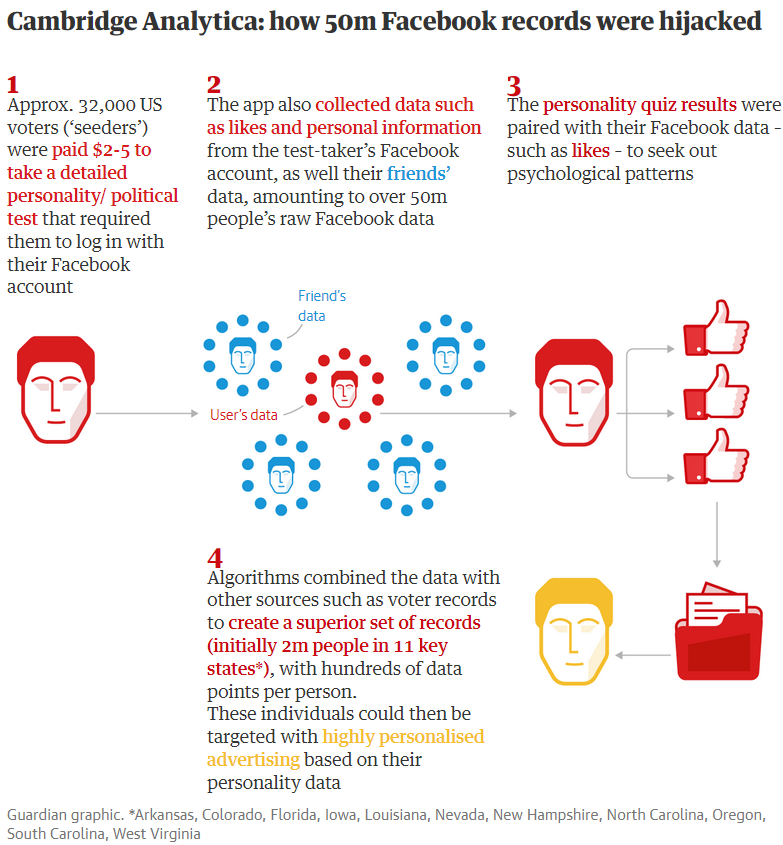 Cambridge Analytica: how 50m Facebook records were hijacked
1
Approx. 32,000 US
voters (‘seeders’)
were paid $2-5 to
take a detailed
personality/ political
test that required
them to log in with
their Facebook
account
2
The app also collected data such
as likes and personal information
from the test-taker’s Facebook
account, as well their friends’
data, amounting to over 50m
people’s raw Facebook data
3
The personality quiz results were
paired with their Facebook data –
such as likes – to seek out
psychological patterns
Friend’s
data
User’s data
4
Algorithms combined the data with
other sources such as voter records
to create a superior set of records
(initially 2m people in 11 key
states*), with hundreds of data
points per person.
These individuals could then be
targeted with highly personalised
advertising based on their
personality data
Guardian graphic. *Arkansas, Colorado, Florida, Iowa, Louisiana, Nevada, New Hampshire, North Carolina, Oregon,
South Carolina, West Virginia